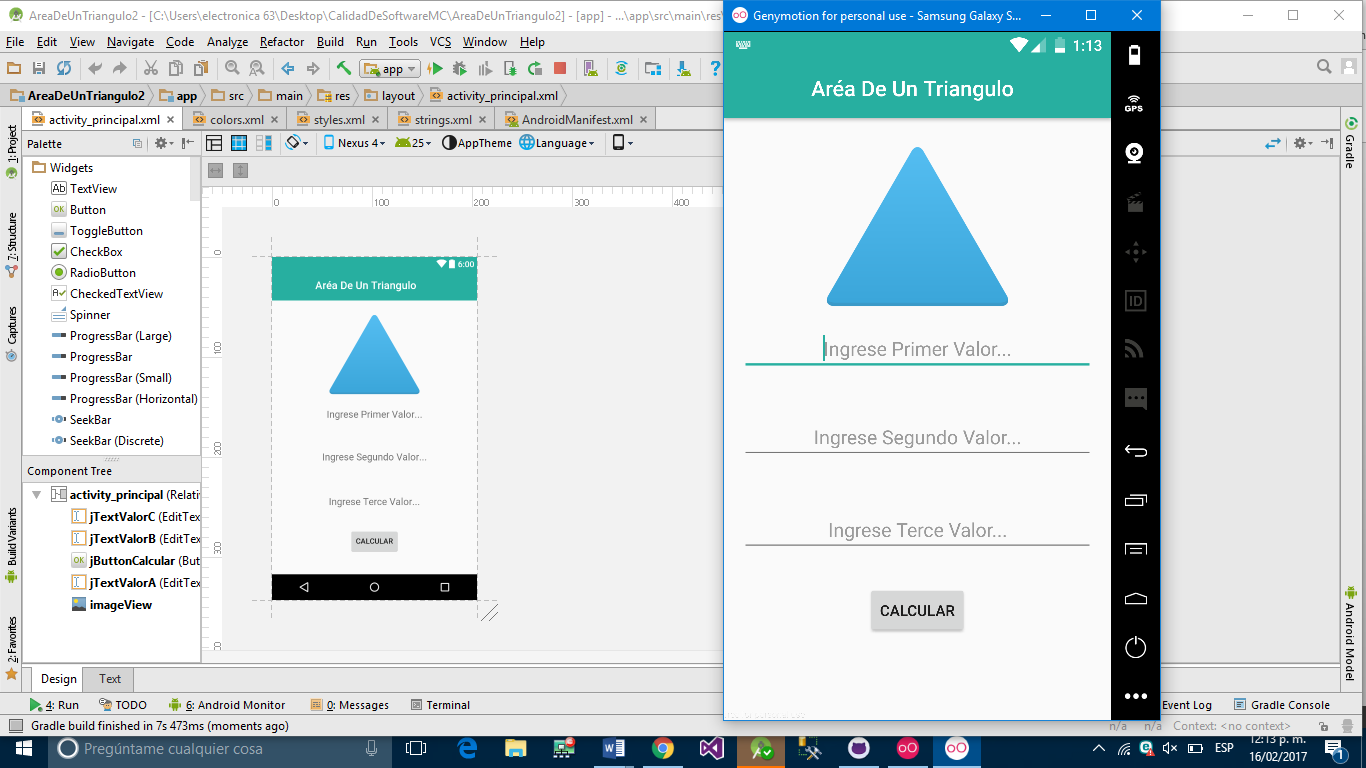 AreaDeUnTriangulo2 - [C:\Users\electronica 63\Desktop\CalidadDeSoftwareMC\AreaDeUnTriangulo2] - [app] - ...\app\src\main\res\
File Edit View Navigate Code Analyze Refactor Build Run Tools VCS Window Help
app
AreaDeUnTriangulo2 app src main res layout activity_principal.xml
activity_principal.xml colors.xml styles.xml strings.xml AndroidManifest.xml
Palette
Nexus 4 25 AppTheme Language
Widgets
Ab TextView
OK Button
ToggleButton
CheckBox
RadioButton
CheckedTextView
Spinner
ProgressBar (Large)
ProgressBar
ProgressBar (Small)
ProgressBar (Horizontal)
SeekBar
SeekBar (Discrete)
Component Tree
activity_principal (Relati
jTextValorC (EditTex
jTextValorB (EditTex
OK jButtonCalcular (But
jTextValorA (EditTex
imageView
1: Project
7: Structure
Captures
Build Variants
2: Favorites
0 100 200 300 400
0
100
200
300
6:00
Aréa De Un Triangulo
Ingrese Primer Valor...
Ingrese Segundo Valor...
Ingrese Terce Valor...
CALCULAR
Design Text
Genymotion for personal use - Samsung Galaxy S...
1:13
Aréa De Un Triangulo
Ingrese Primer Valor...
Ingrese Segundo Valor...
Ingrese Terce Valor...
CALCULAR
GPS
ID
Gradle
Android Model
4: Run TODO 6: Android Monitor 0: Messages Terminal Event Log Gradle Console
Gradle build finished in 7s 473ms (moments ago)
n/a n/a Context: <no context>
Pregúntame cualquier cosa
ESP
12:13 p. m.
16/02/2017
1